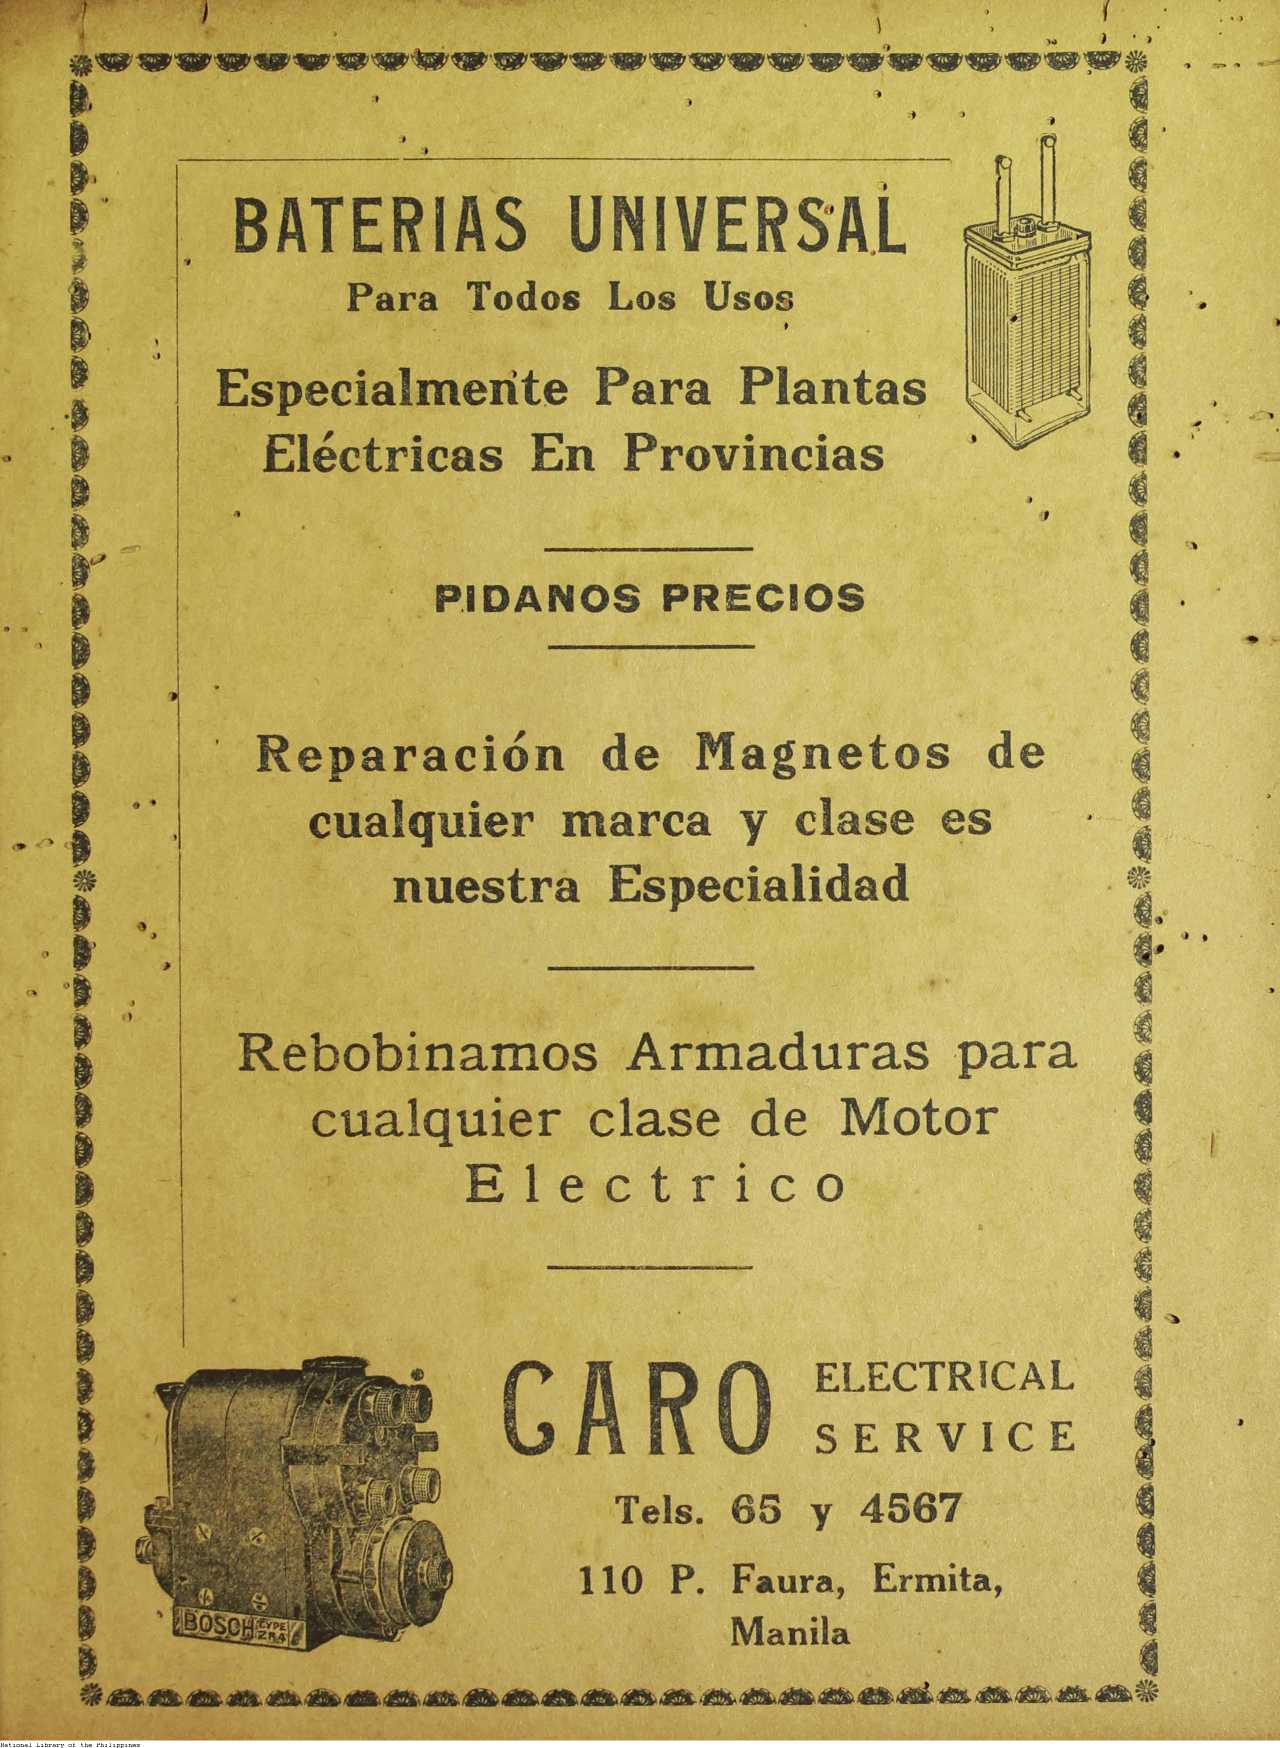 BATERIAS UNIVERSAL
Para Todos Los Usos
Especialmente Para Plantas
Eléctricas En Provincias
PIDANOS PRECIOS
Reparación de Magnetos de
cualquier marca y clase es
nuestra Especialidad
Rebobinamos Armaduras para
cualquier clase de Motor
Electrico
CARO ELECTRICAL
SERVICE
Tels. 65 y 4567
110 P. Faura, Ermita,
Manila
BOSCH TYPE
ZR4
National Library of the Philippines